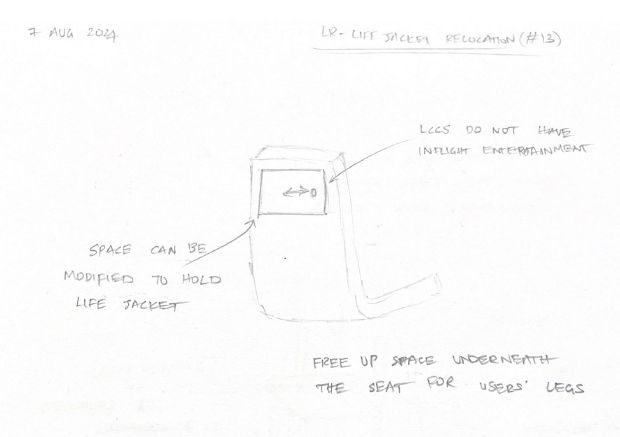 7 AUG 2024
LR- LIFE JACKET RELOCATION (#13)
LCCS DO NOT HAVE
INFLIGHT ENTERTAINMENT
SPACE CAN BE
MODIFIED TO HOLD
LIFE JACKET
FREE UP SPACE UNDERNEATH
THE SEAT FOR USERS' LEGS